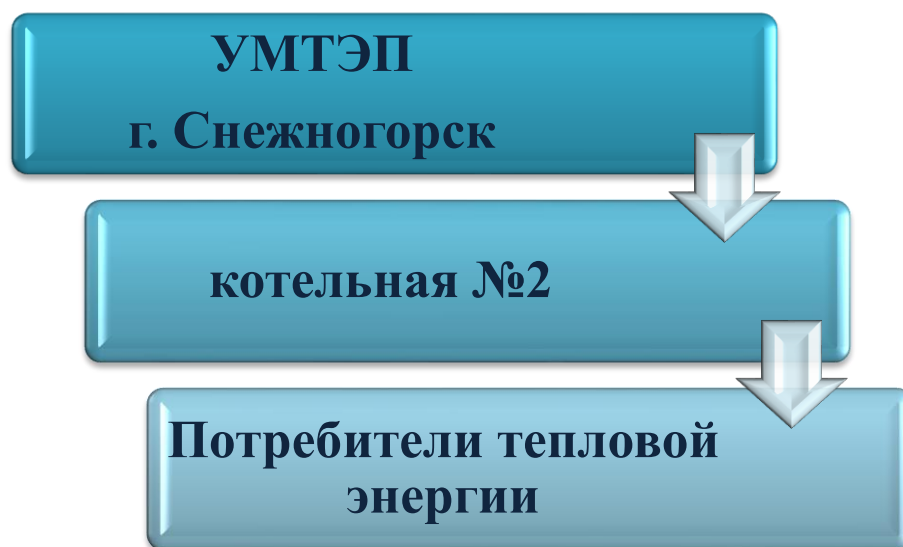 УМТЭП
г. Снежногорск
котельная №2
Потребители тепловой
энергии